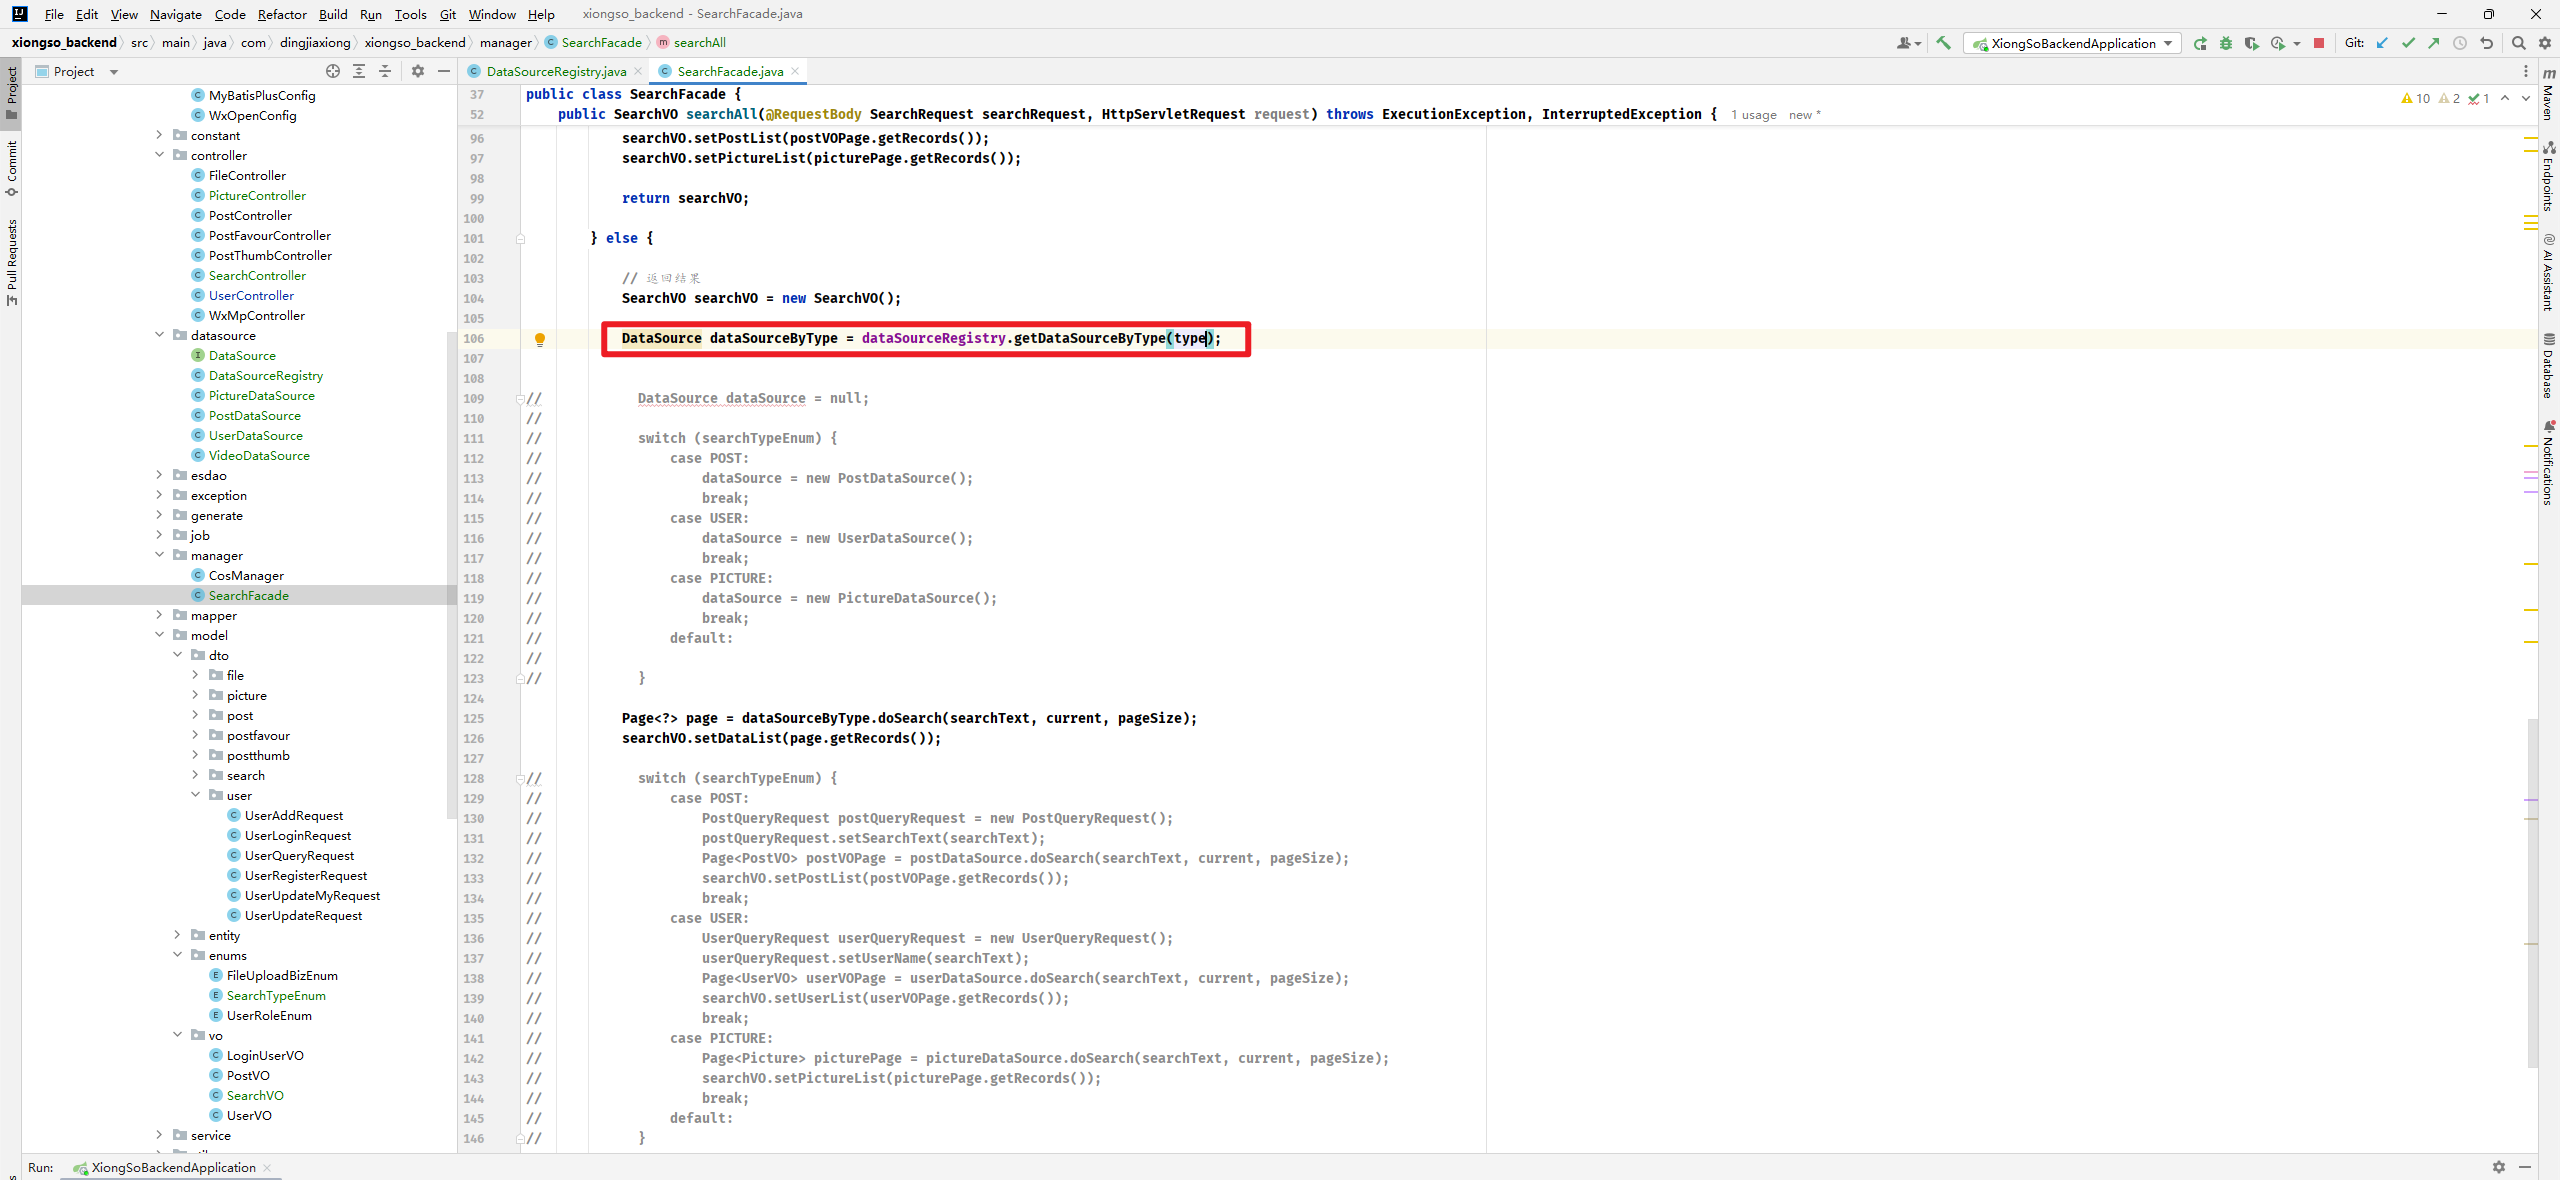 File Edit View Navigate Code Refactor Build Run Tools Git Window Help xiongso_backend - SearchFacade.java
xiongso_backend src main java com dingjiaxiong xiongso_backend manager SearchFacade searchAll XiongSoBackendApplication Git:
Project
DataSourceRegistry.java SearchFacade.java
Project
Commit
Pull Requests
MyBatisPlusConfig
WxOpenConfig
constant
controller
FileController
PictureController
PostController
PostFavourController
PostThumbController
SearchController
UserController
WxMpController
datasource
DataSource
DataSourceRegistry
PictureDataSource
PostDataSource
UserDataSource
VideoDataSource
esdao
exception
generate
job
manager
CosManager
SearchFacade
mapper
model
dto
file
picture
post
postfavour
postthumb
search
user
UserAddRequest
UserLoginRequest
UserQueryRequest
UserRegisterRequest
UserUpdateMyRequest
UserUpdateRequest
entity
enums
FileUploadBizEnum
SearchTypeEnum
UserRoleEnum
vo
LoginUserVO
PostVO
SearchVO
UserVO
service
37 public class SearchFacade {
52 public SearchVO searchAll(@RequestBody SearchRequest searchRequest, HttpServletRequest request) throws ExecutionException, InterruptedException { 1 usage new *
10 2 1
96 searchVO.setPostList(postVOPage.getRecords());
97 searchVO.setPictureList(picturePage.getRecords());
98
99 return searchVO;
100
101 } else {
102
103 // 返回结果
104 SearchVO searchVO = new SearchVO();
105
106 DataSource dataSourceByType = dataSourceRegistry.getDataSourceByType(type);
107
108
109 // DataSource dataSource = null;
110 //
111 // switch (searchTypeEnum) {
112 // case POST:
113 // dataSource = new PostDataSource();
114 // break;
115 // case USER:
116 // dataSource = new UserDataSource();
117 // break;
118 // case PICTURE:
119 // dataSource = new PictureDataSource();
120 // break;
121 // default:
122 //
123 // }
124
125 Page<?> page = dataSourceByType.doSearch(searchText, current, pageSize);
126 searchVO.setDataList(page.getRecords());
127
128 // switch (searchTypeEnum) {
129 // case POST:
130 // PostQueryRequest postQueryRequest = new PostQueryRequest();
131 // postQueryRequest.setSearchText(searchText);
132 // Page<PostVO> postVOPage = postDataSource.doSearch(searchText, current, pageSize);
133 // searchVO.setPostList(postVOPage.getRecords());
134 // break;
135 // case USER:
136 // UserQueryRequest userQueryRequest = new UserQueryRequest();
137 // userQueryRequest.setUserName(searchText);
138 // Page<UserVO> userVOPage = userDataSource.doSearch(searchText, current, pageSize);
139 // searchVO.setUserList(userVOPage.getRecords());
140 // break;
141 // case PICTURE:
142 // Page<Picture> picturePage = pictureDataSource.doSearch(searchText, current, pageSize);
143 // searchVO.setPictureList(picturePage.getRecords());
144 // break;
145 // default:
146 // }
Maven
Endpoints
AI Assistant
Database
Notifications
Run: XiongSoBackendApplication